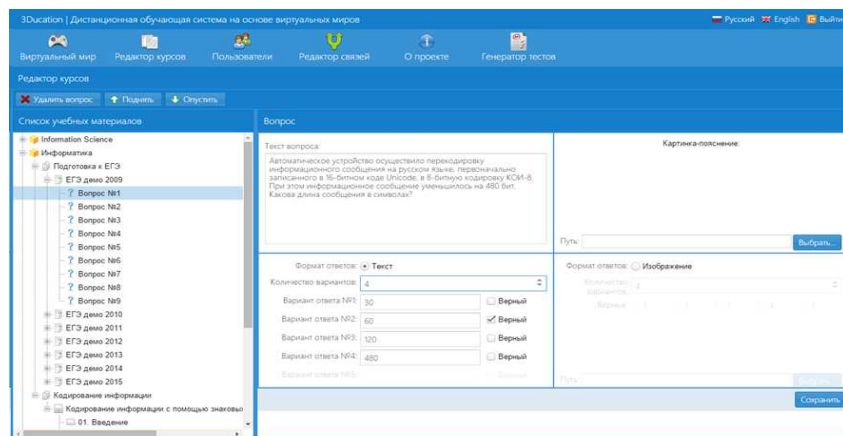 3Ducation | Дистанционная обучающая система на основе виртуальных миров
Русский English Выйти
Виртуальный мир Редактор курсов Пользователи Редактор связей О проекте Генератор тестов
Редактор курсов
Удалить вопрос Поднять Опустить
Список учебных материалов
Information Science
Информатика
Подготовка к ЕГЭ
ЕГЭ демо 2009
Вопрос №1
Вопрос №2
Вопрос №3
Вопрос №4
Вопрос №5
Вопрос №6
Вопрос №7
Вопрос №8
Вопрос №9
ЕГЭ демо 2010
ЕГЭ демо 2011
ЕГЭ демо 2012
ЕГЭ демо 2013
ЕГЭ демо 2014
ЕГЭ демо 2015
Кодирование информации
Кодирование информации с помощью знаковых
01. Введение
Вопрос
Текст вопроса:
Автоматическое устройство осуществило перекодировку
информационного сообщения на русском языке, первоначально
записанного в 16-битном коде Unicode, в 8-битную кодировку КОИ-8.
При этом информационное сообщение уменьшилось на 480 бит.
Какова длина сообщения в символах?
Картинка-пояснение:
Путь: Выбрать...
Формат ответов: Текст
Количество вариантов: 4
Вариант ответа №1: 30 Верный
Вариант ответа №2: 60 Верный
Вариант ответа №3: 120 Верный
Вариант ответа №4: 480 Верный
Вариант ответа №5: Верный
Формат ответов: Изображение
Количество вариантов: 4
Верные:
Путь: Выбрать...
Сохранить